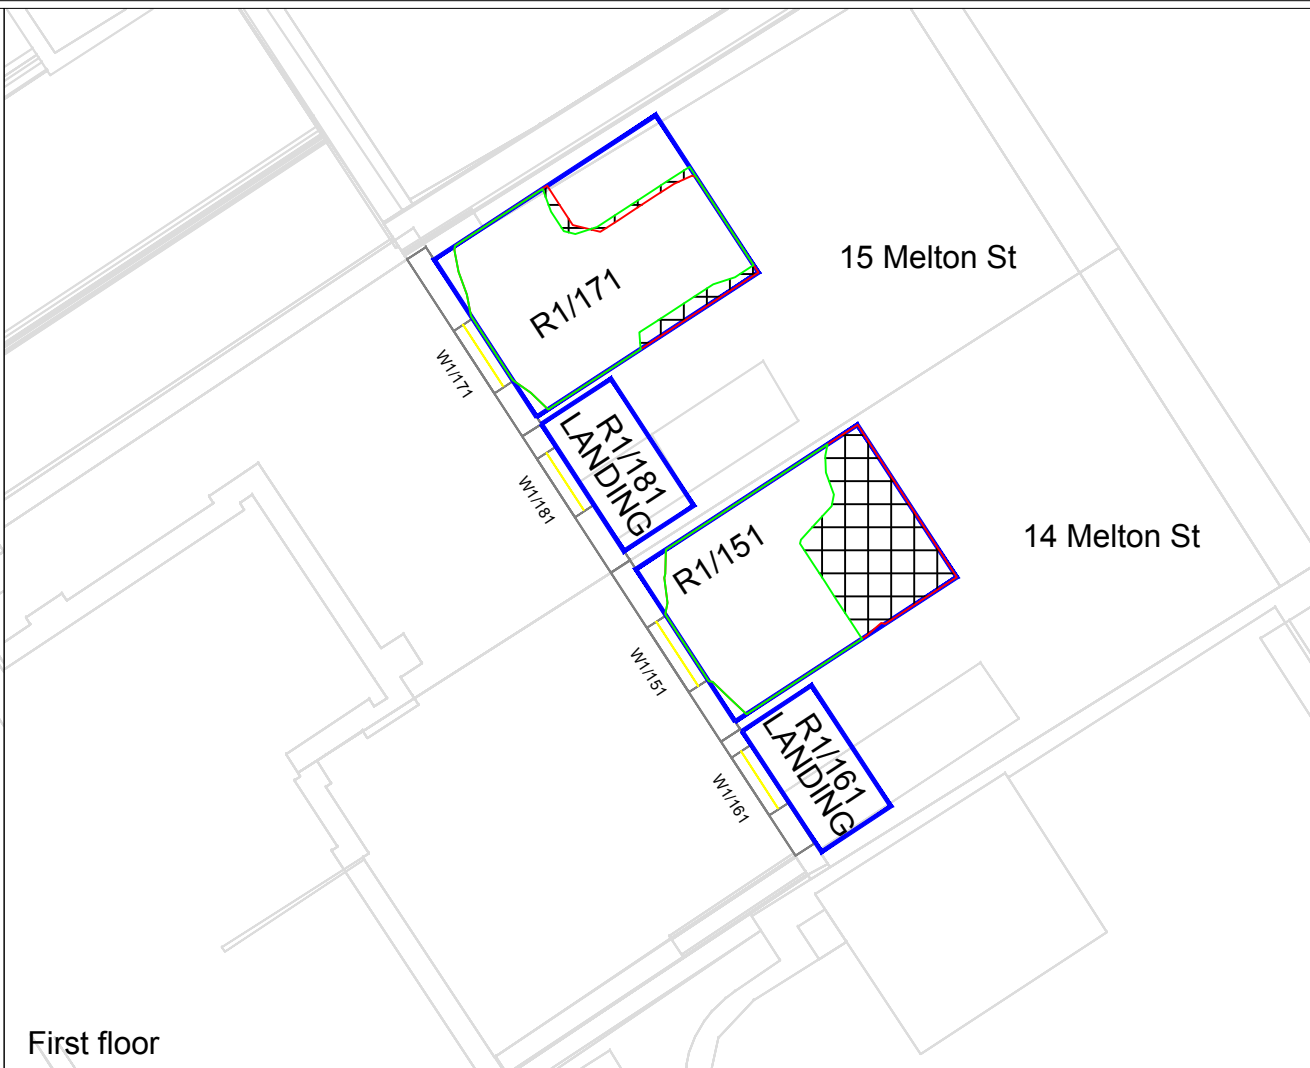 15 Melton St
R1/171
W1/171
R1/181
LANDING
W1/181
14 Melton St
R1/151
W1/151
R1/161
LANDING
W1/161
First floor